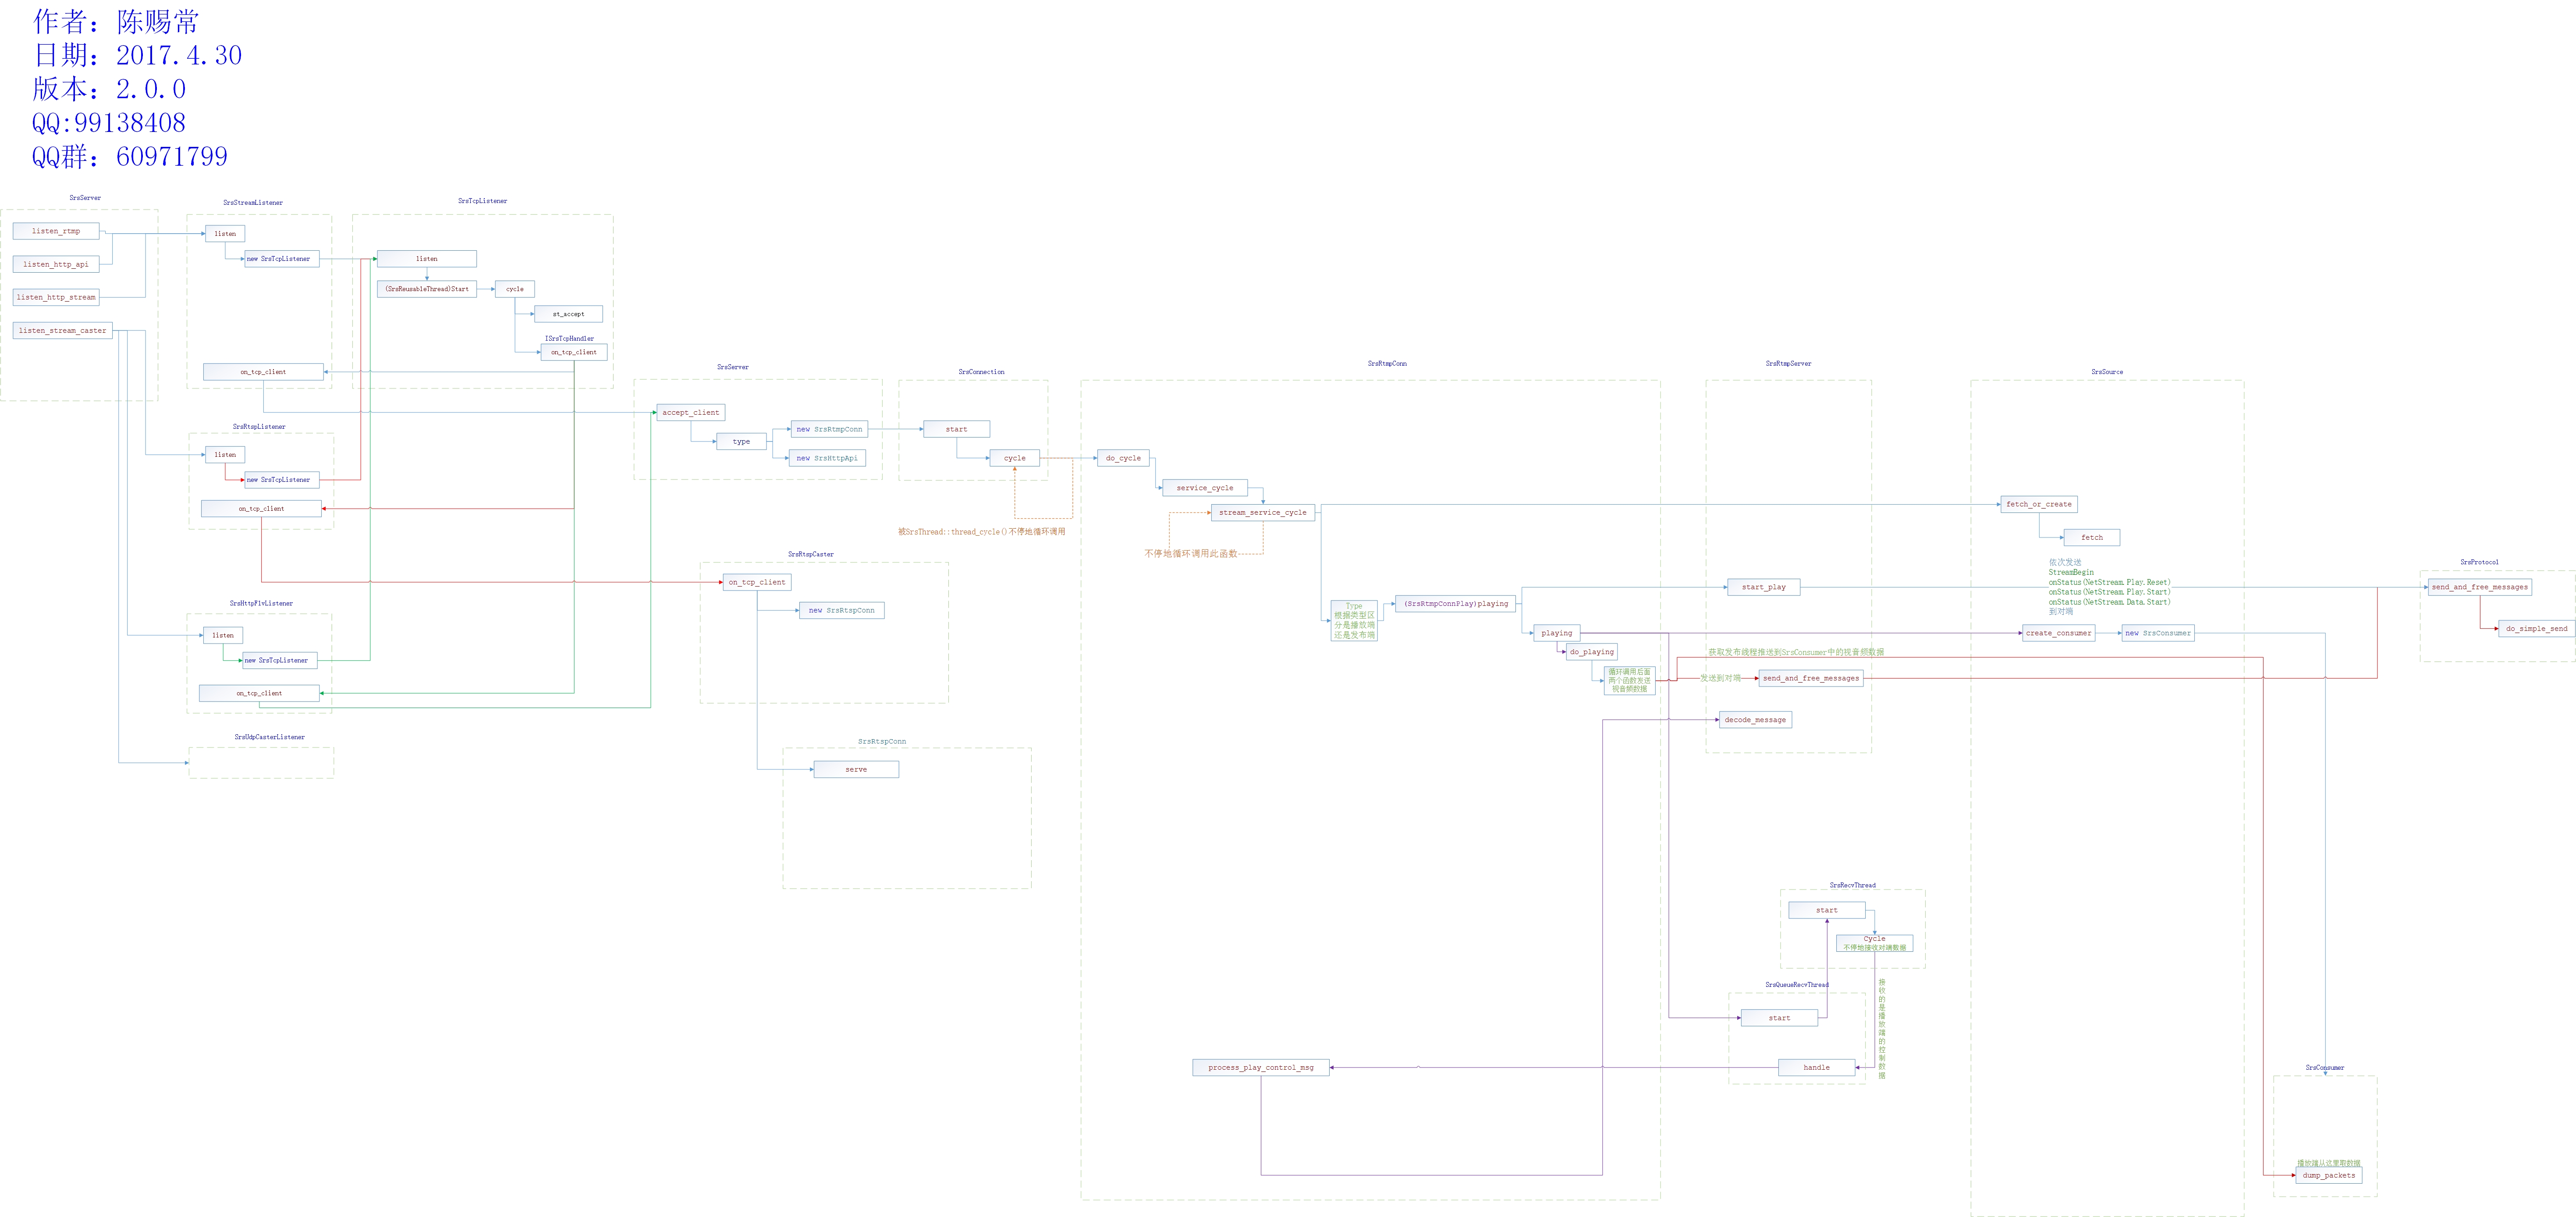 作者：陈赐常
日期：2017.4.30
版本：2.0.0
QQ:99138408
QQ群：60971799
SrsServer
listen_rtmp
listen_http_api
listen_http_stream
listen_stream_caster
SrsStreamListener
listen
new SrsTcpListener
on_tcp_client
SrsTcpListener
listen
(SrsReusableThread)Start
cycle
st_accept
ISrsTcpHandler
on_tcp_client
SrsRtspListener
listen
new SrsTcpListener
on_tcp_client
SrsHttpFlvListener
listen
new SrsTcpListener
on_tcp_client
SrsUdpCasterListener
SrsServer
accept_client
type
new SrsRtmpConn
new SrsHttpApi
SrsConnection
start
cycle
被SrsThread::thread_cycle()不停地循环调用
SrsRtspCaster
on_tcp_client
new SrsRtspConn
SrsRtspConn
serve
SrsRtmpConn
do_cycle
service_cycle
stream_service_cycle
不停地循环调用此函数
Type
根据类型区
分是播放端
还是发布端
(SrsRtmpConnPlay)playing
playing
do_playing
循环调用后面
两个函数发送
视音频数据
process_play_control_msg
SrsRtmpServer
start_play
获取发布线程推送到SrsConsumer中的视音频数据
发送到对端
send_and_free_messages
decode_message
SrsRecvThread
start
Cycle
不停地接收对端数据
接收的是播放端的控制数据
SrsQueueRecvThread
start
handle
SrsSource
fetch_or_create
fetch
依次发送
StreamBegin
onStatus(NetStream.Play.Reset)
onStatus(NetStream.Play.Start)
onStatus(NetStream.Data.Start)
到对端
create_consumer
new SrsConsumer
SrsProtocol
send_and_free_messages
do_simple_send
SrsConsumer
播放端从这里取数据
dump_packets